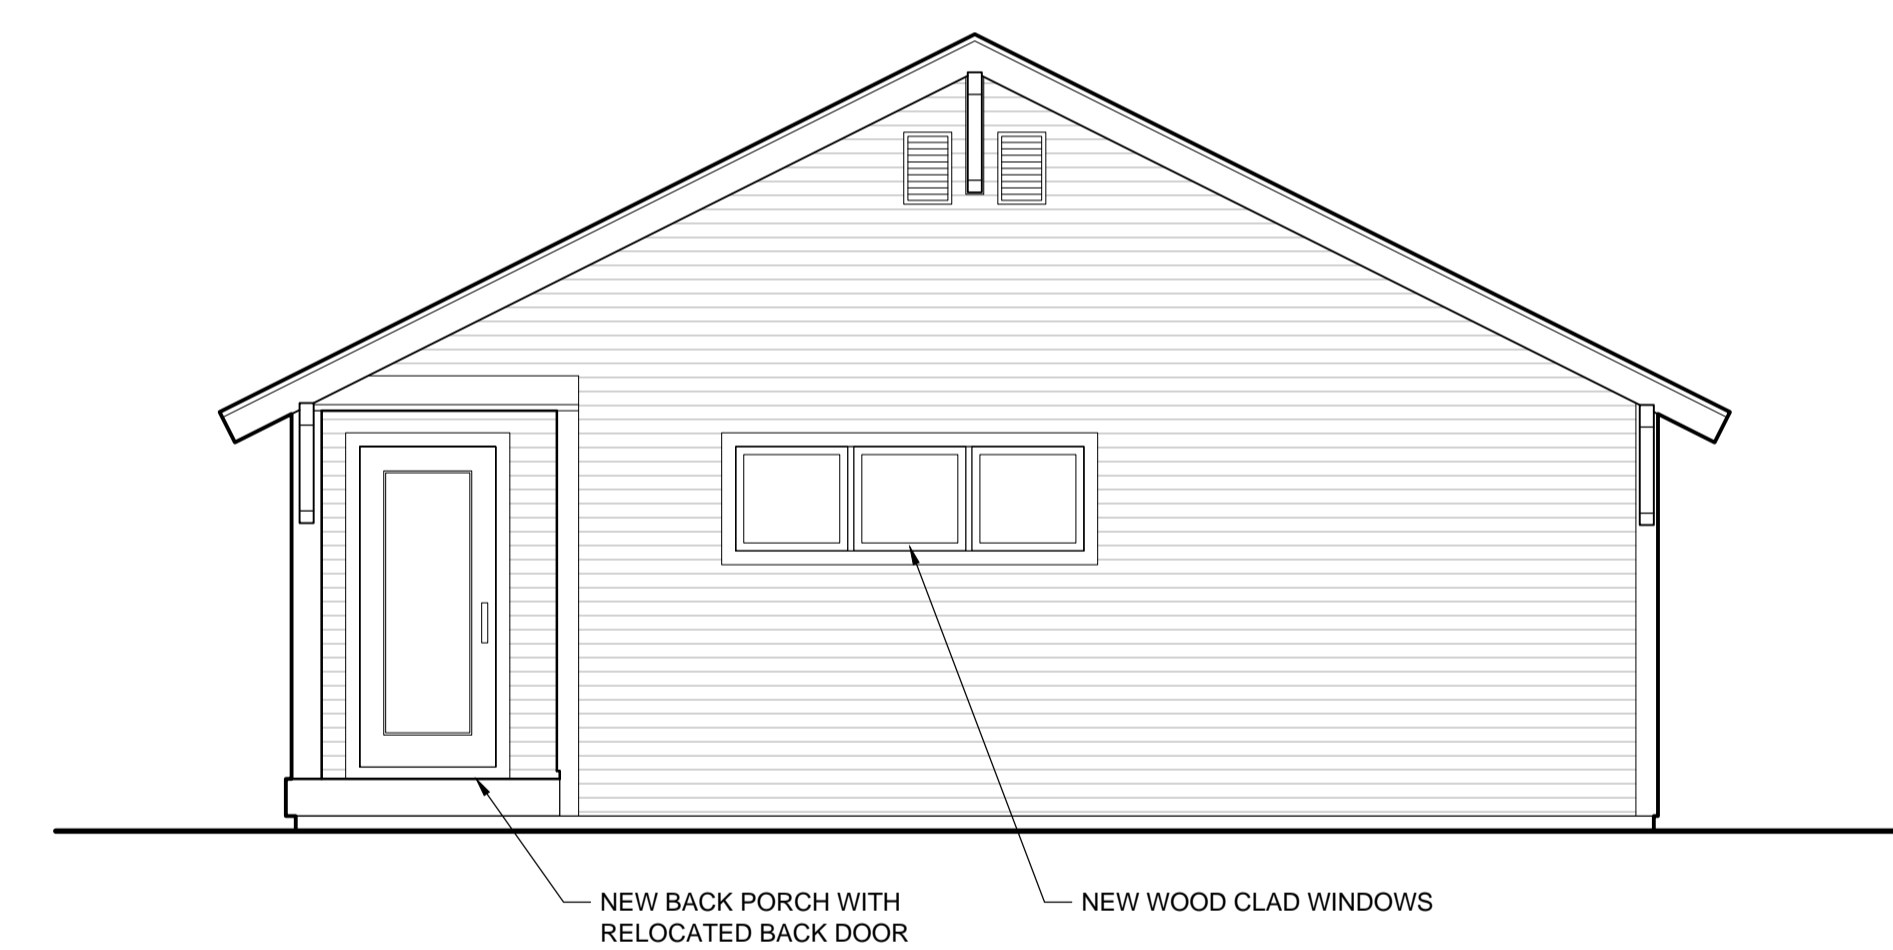 NEW BACK PORCH WITH
RELOCATED BACK DOOR
NEW WOOD CLAD WINDOWS